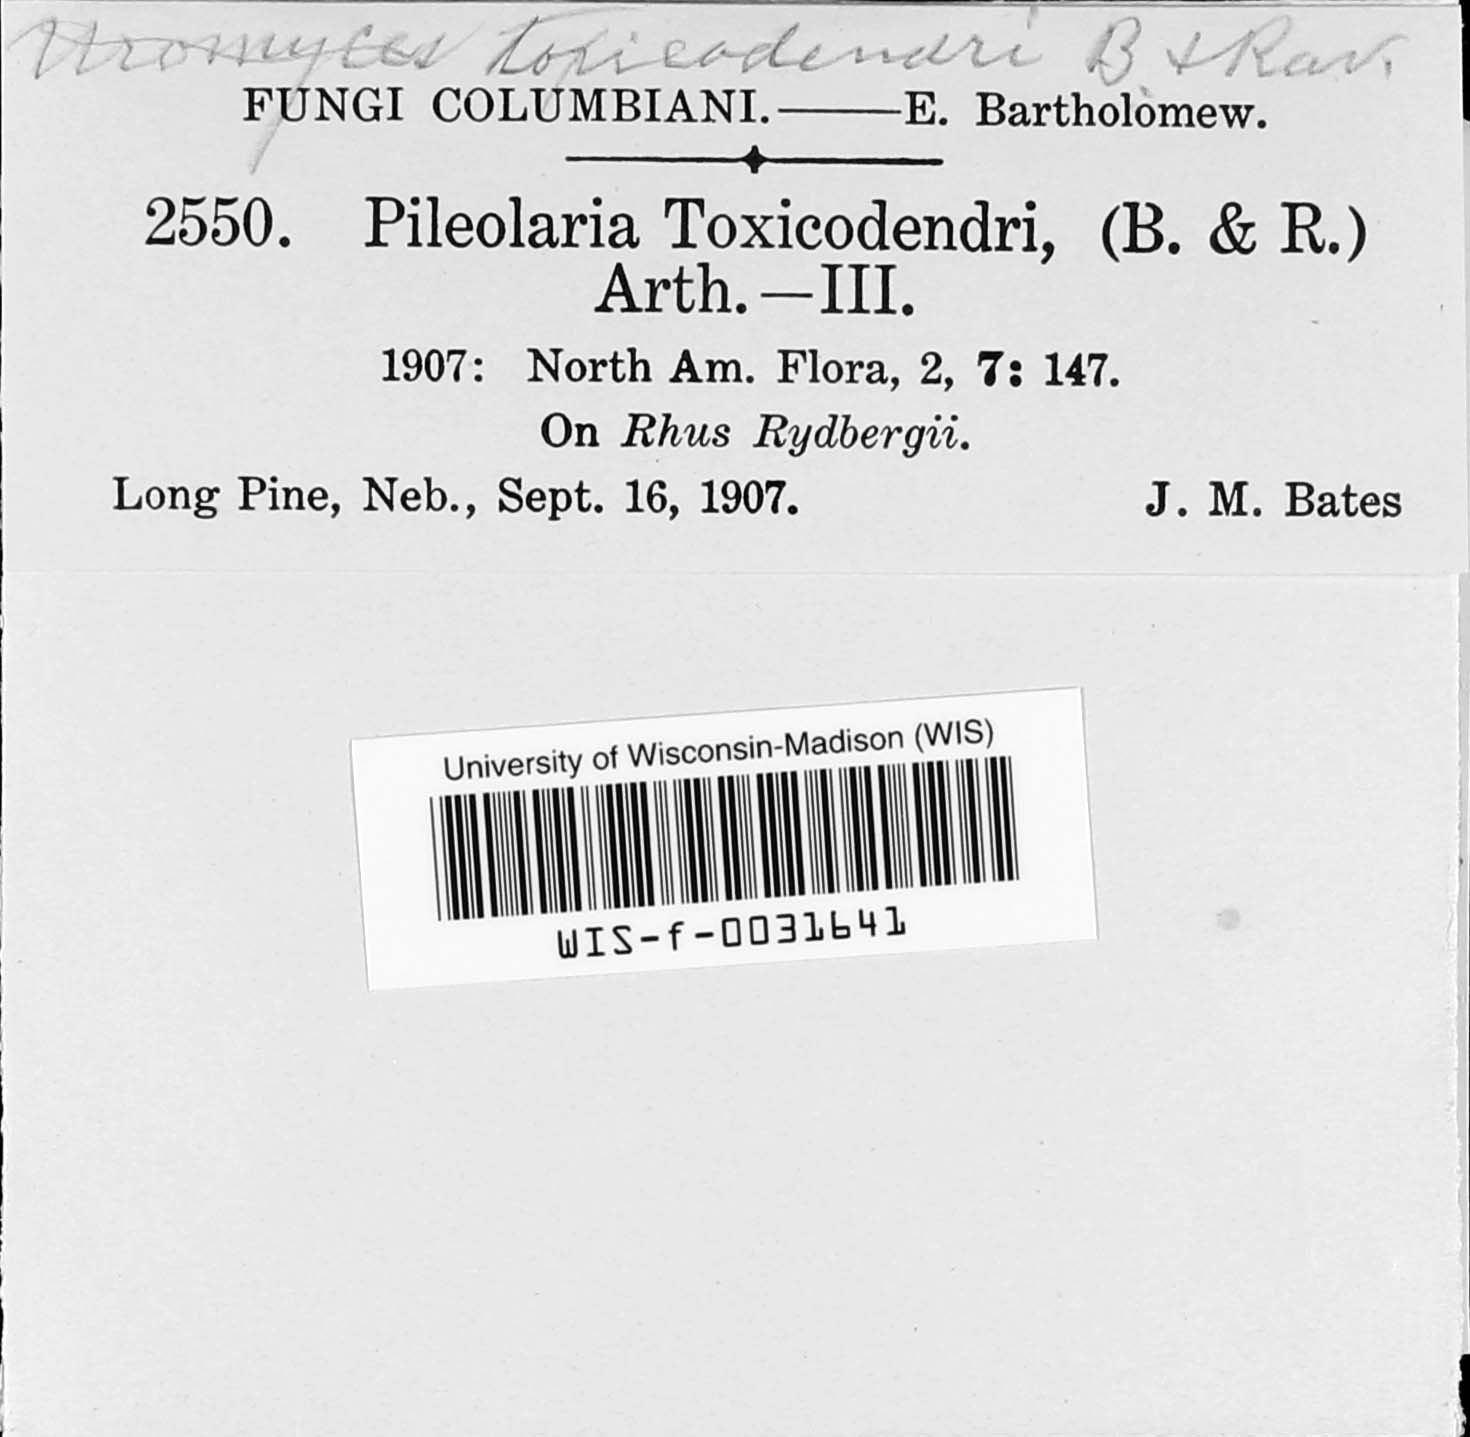 Uromyces toxicodendri B & Rav.
FUNGI COLUMBIANI.——E. Bartholomew.
2550. Pileolaria Toxicodendri, (B. & R.)
Arth.—III.
1907: North Am. Flora, 2, 7: 147.
On Rhus Rydbergii.
Long Pine, Neb., Sept. 16, 1907. J. M. Bates
University of Wisconsin-Madison (WIS)
WIS-f-0031641